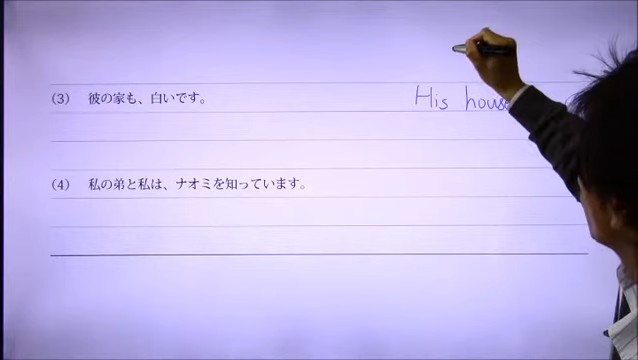 (3) 彼の家も、白いです。 His house
(4) 私の弟と私は、ナオミを知っています。